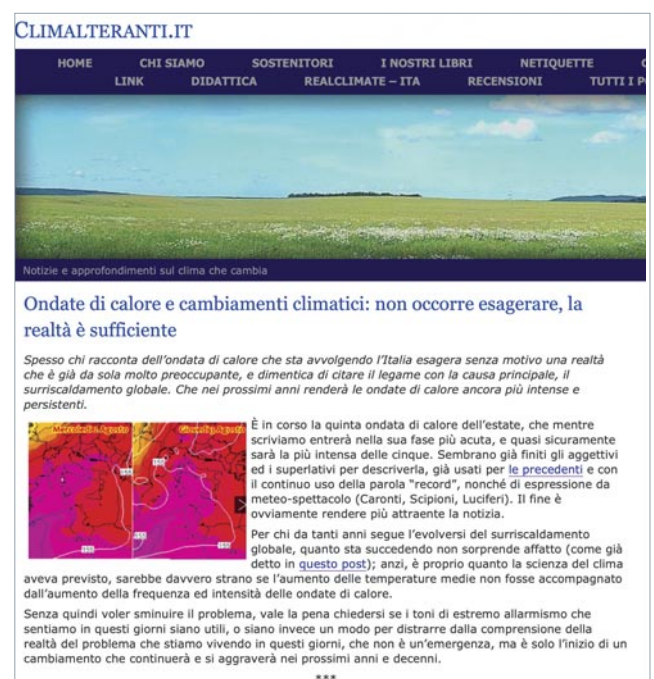 CLIMALTERANTI.IT
HOME CHI SIAMO SOSTENITORI I NOSTRI LIBRI NETIQUETTE
LINK DIDATTICA REALCLIMATE – ITA RECENSIONI TUTTI I
Notizie e approfondimenti sul clima che cambia
Ondate di calore e cambiamenti climatici: non occorre esagerare, la
realtà è sufficiente
Spesso chi racconta dell’ondata di calore che sta avvolgendo l’Italia esagera senza motivo una realtà
che è già da sola molto preoccupante, e dimentica di citare il legame con la causa principale, il
surriscaldamento globale. Che nei prossimi anni renderà le ondate di calore ancora più intense e
persistenti.
Mercoledì 2 Agosto Giovedì 3 Agosto
155
155
155
155
È in corso la quinta ondata di calore dell’estate, che mentre
scriviamo entrerà nella sua fase più acuta, e quasi sicuramente
sarà la più intensa delle cinque. Sembrano già finiti gli aggettivi
ed i superlativi per descriverla, già usati per le precedenti e con
il continuo uso della parola “record”, nonché di espressione da
meteo-spettacolo (Caronti, Scipioni, Luciferi). Il fine è
ovviamente rendere più attraente la notizia.
Per chi da tanti anni segue l’evolversi del surriscaldamento
globale, quanto sta succedendo non sorprende affatto (come già
detto in questo post); anzi, è proprio quanto la scienza del clima
aveva previsto, sarebbe davvero strano se l’aumento delle temperature medie non fosse accompagnato
dall’aumento della frequenza ed intensità delle ondate di calore.
Senza quindi voler sminuire il problema, vale la pena chiedersi se i toni di estremo allarmismo che
sentiamo in questi giorni siano utili, o siano invece un modo per distrarre dalla comprensione della
realtà del problema che stiamo vivendo in questi giorni, che non è un’emergenza, ma è solo l’inizio di un
cambiamento che continuerà e si aggraverà nei prossimi anni e decenni.
***